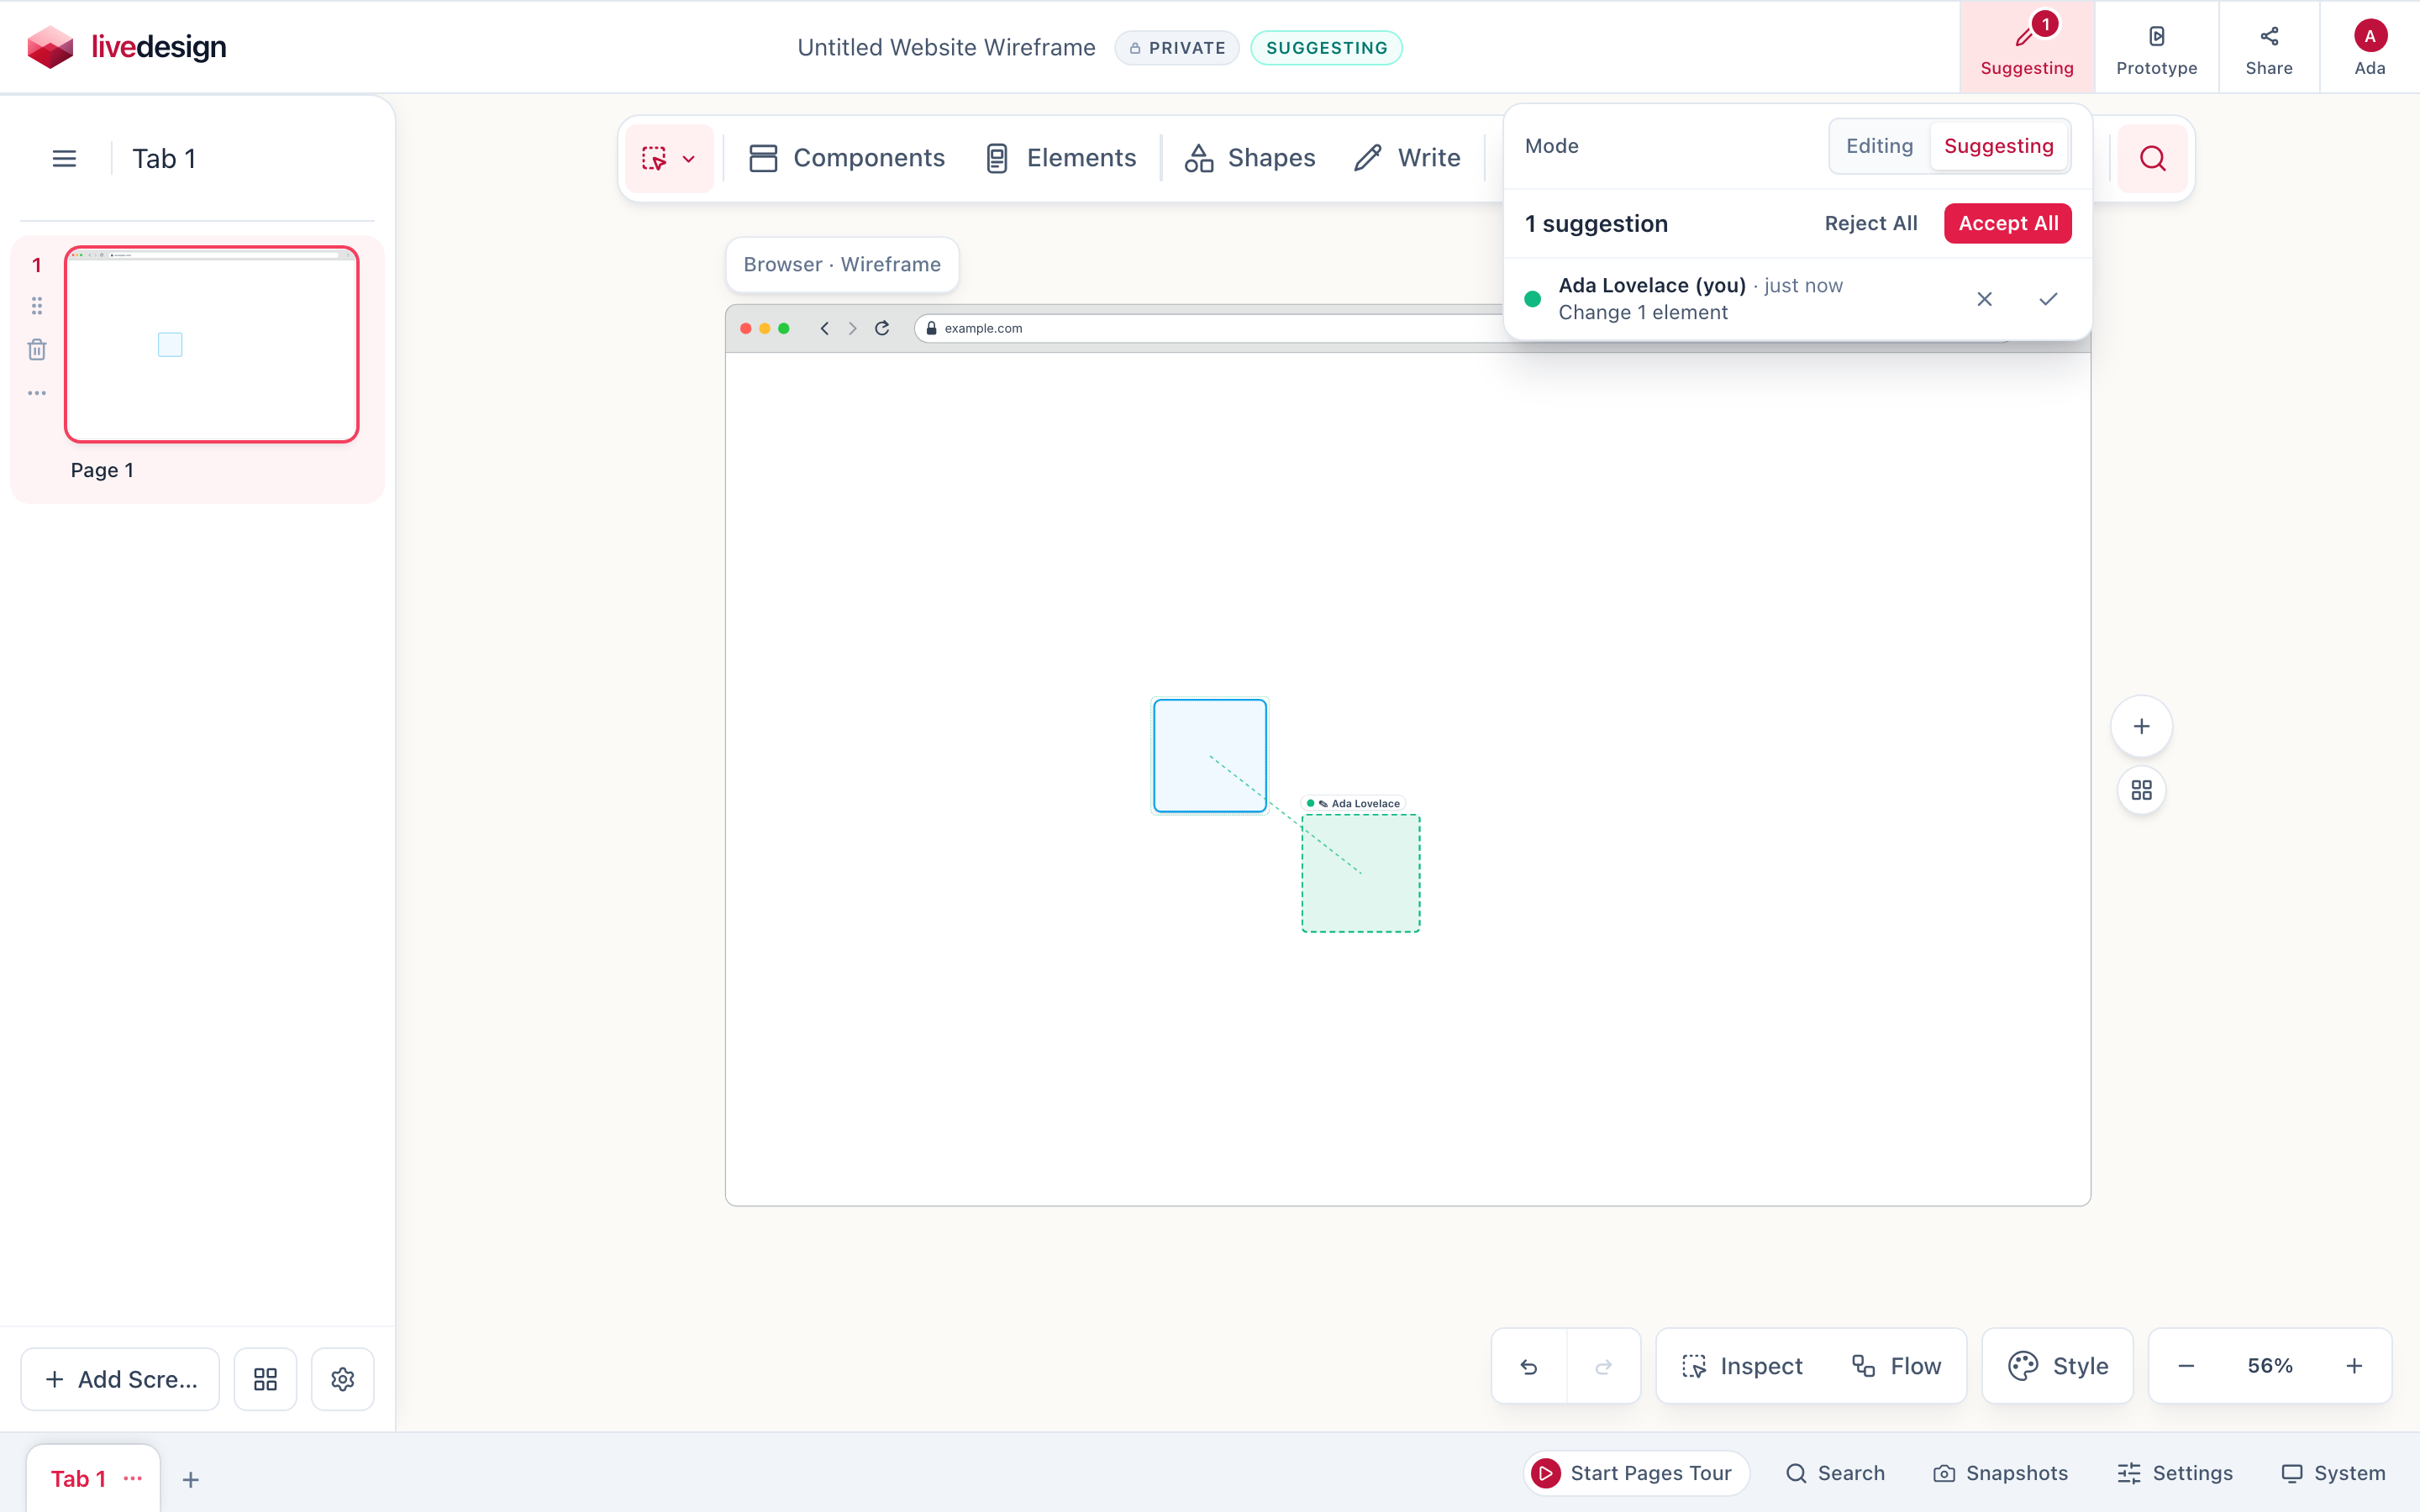 livedesign
Untitled Website Wireframe
PRIVATE
SUGGESTING
1
Suggesting
Prototype
Share
A
Ada
Tab 1
Components
Elements
Shapes
Write
Mode
Editing
Suggesting
1 suggestion
Reject All
Accept All
Ada Lovelace (you) · just now
Change 1 element
1
Page 1
Browser · Wireframe
example.com
Ada Lovelace
Add Scre...
Inspect
Flow
Style
56%
Tab 1
Start Pages Tour
Search
Snapshots
Settings
System